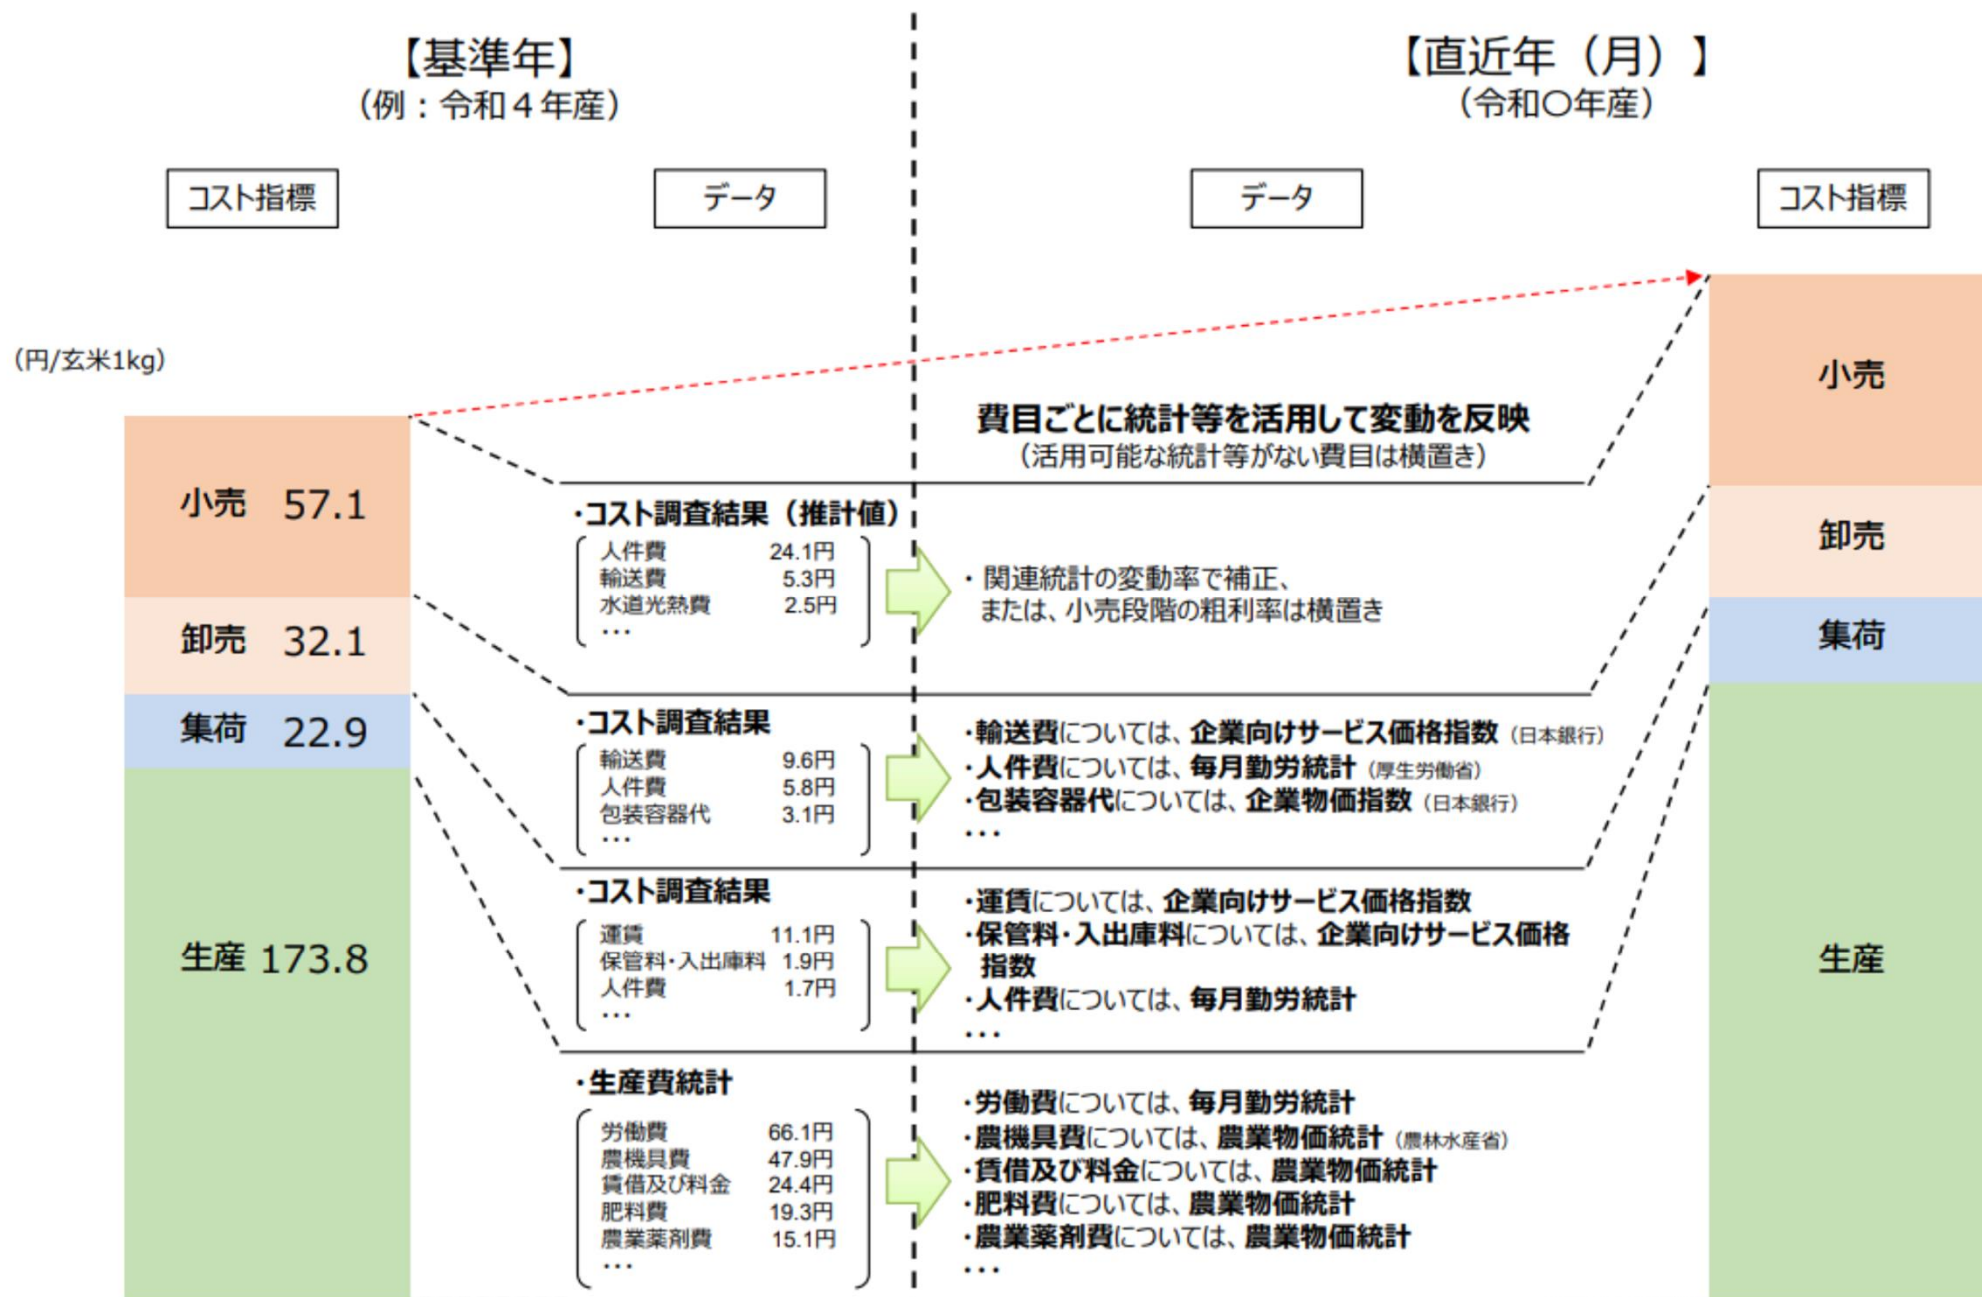 【基準年】
（例：令和４年産）
【直近年（月）】
（令和〇年産）
コスト指標
データ
データ
コスト指標
（円/玄米1kg）
小売 57.1
卸売 32.1
集荷 22.9
生産 173.8
費目ごとに統計等を活用して変動を反映
（活用可能な統計等がない費目は横置き）
・コスト調査結果（推計値）
人件費 24.1円
輸送費 5.3円
水道光熱費 2.5円
・・・
・関連統計の変動率で補正、
または、小売段階の粗利率は横置き
・コスト調査結果
輸送費 9.6円
人件費 5.8円
包装容器代 3.1円
・・・
・輸送費については、企業向けサービス価格指数（日本銀行）
・人件費については、毎月勤労統計（厚生労働省）
・包装容器代については、企業物価指数（日本銀行）
・・・
・コスト調査結果
運賃 11.1円
保管料・入出庫料 1.9円
人件費 1.7円
・・・
・運賃については、企業向けサービス価格指数
・保管料・入出庫料については、企業向けサービス価格
指数
・人件費については、毎月勤労統計
・・・
・生産費統計
労働費 66.1円
農機具費 47.9円
賃借及び料金 24.4円
肥料費 19.3円
農業薬剤費 15.1円
・・・
・労働費については、毎月勤労統計
・農機具費については、農業物価統計（農林水産省）
・賃借及び料金については、農業物価統計
・肥料費については、農業物価統計
・農業薬剤費については、農業物価統計
・・・
小売
卸売
集荷
生産